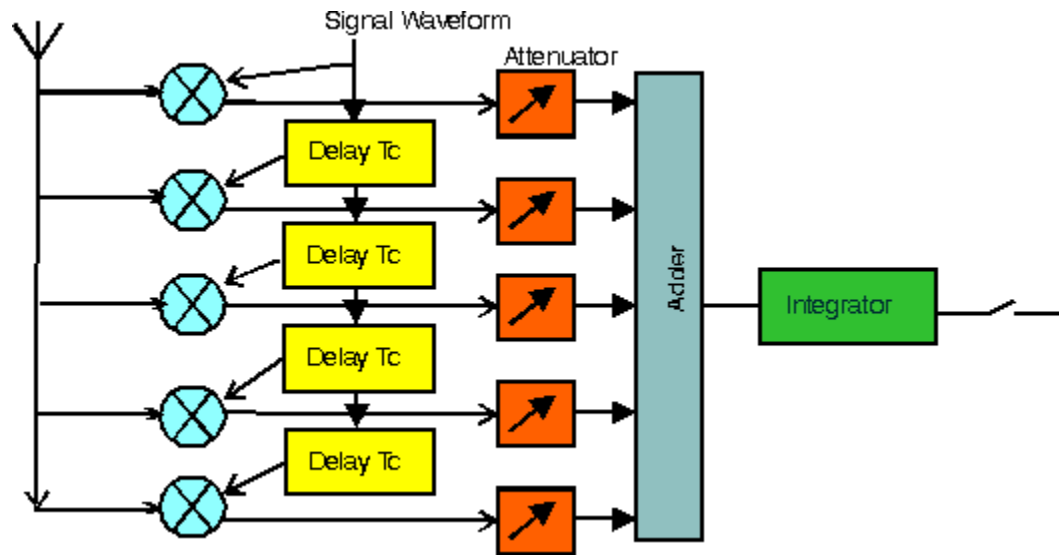 Signal Waveform
Attenuator
Delay Tc
Delay Tc
Adder
Integrator
Delay Tc
Delay Tc